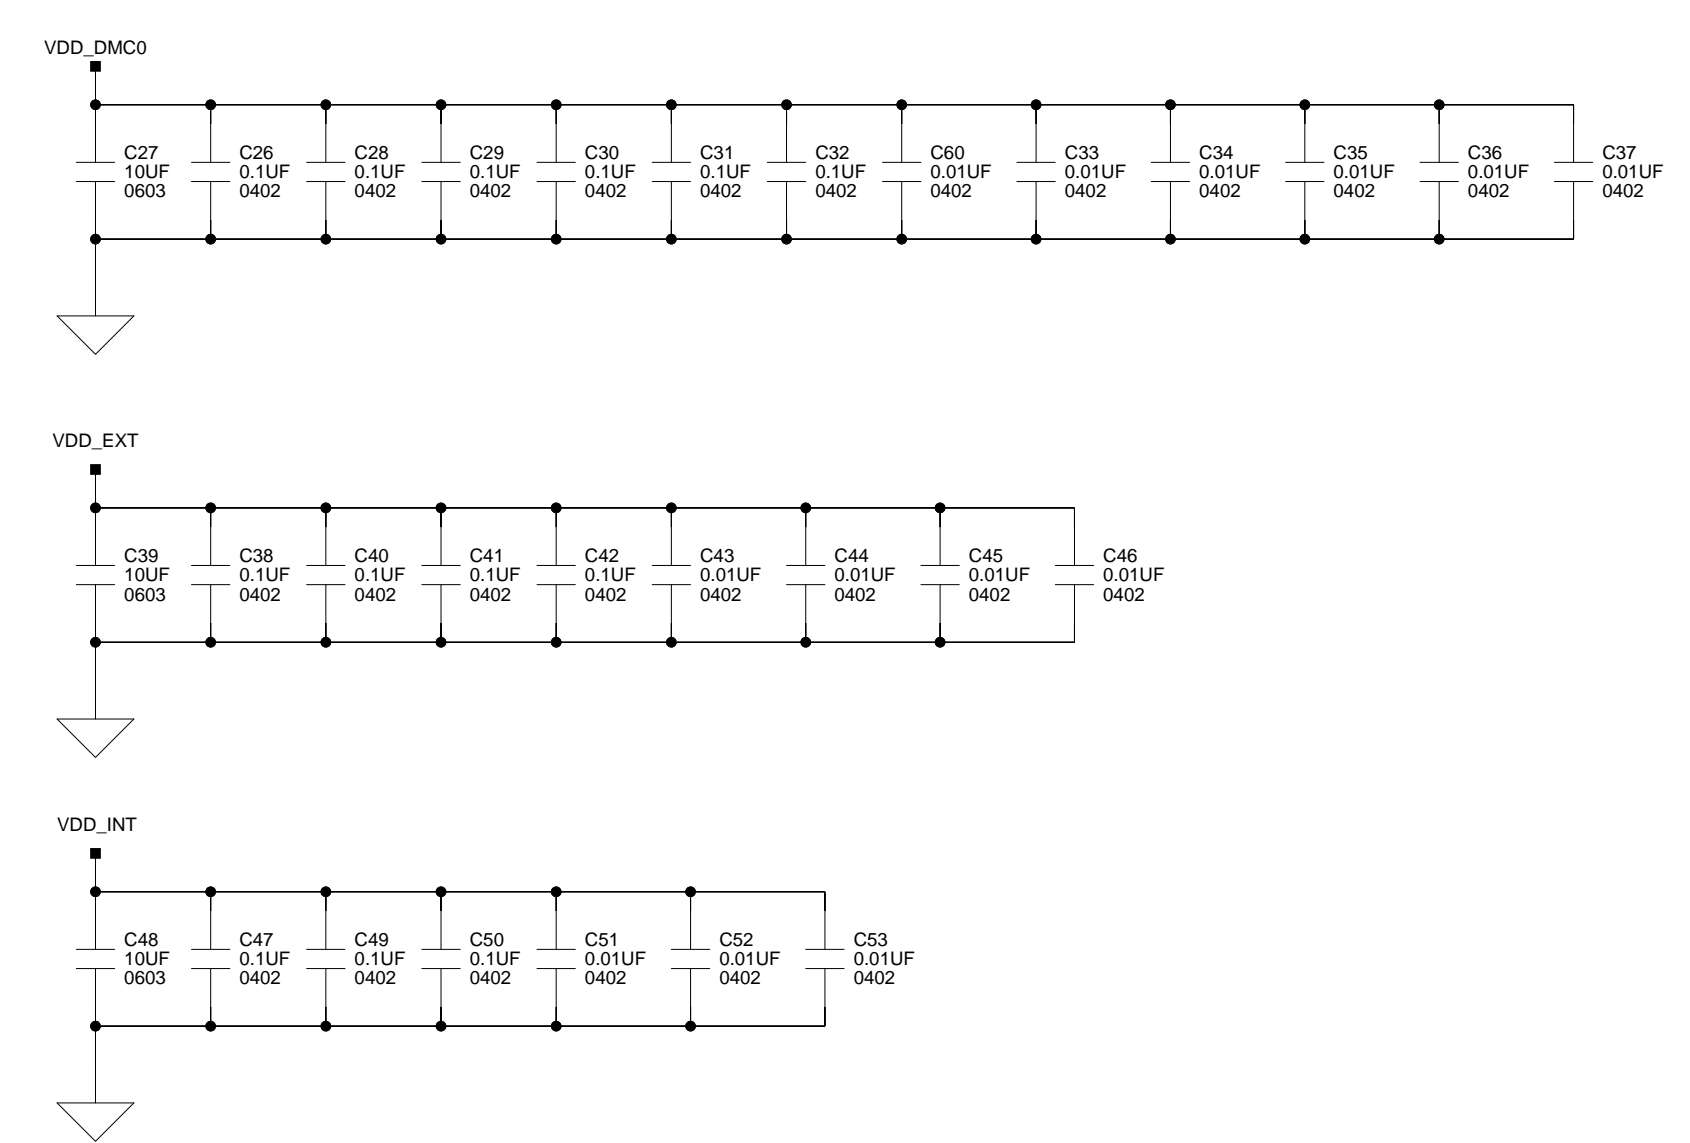 VDD_DMC0
C27
10UF
0603
C26
0.1UF
0402
C28
0.1UF
0402
C29
0.1UF
0402
C30
0.1UF
0402
C31
0.1UF
0402
C32
0.1UF
0402
C60
0.01UF
0402
C33
0.01UF
0402
C34
0.01UF
0402
C35
0.01UF
0402
C36
0.01UF
0402
C37
0.01UF
0402
VDD_EXT
C39
10UF
0603
C38
0.1UF
0402
C40
0.1UF
0402
C41
0.1UF
0402
C42
0.1UF
0402
C43
0.01UF
0402
C44
0.01UF
0402
C45
0.01UF
0402
C46
0.01UF
0402
VDD_INT
C48
10UF
0603
C47
0.1UF
0402
C49
0.1UF
0402
C50
0.1UF
0402
C51
0.01UF
0402
C52
0.01UF
0402
C53
0.01UF
0402